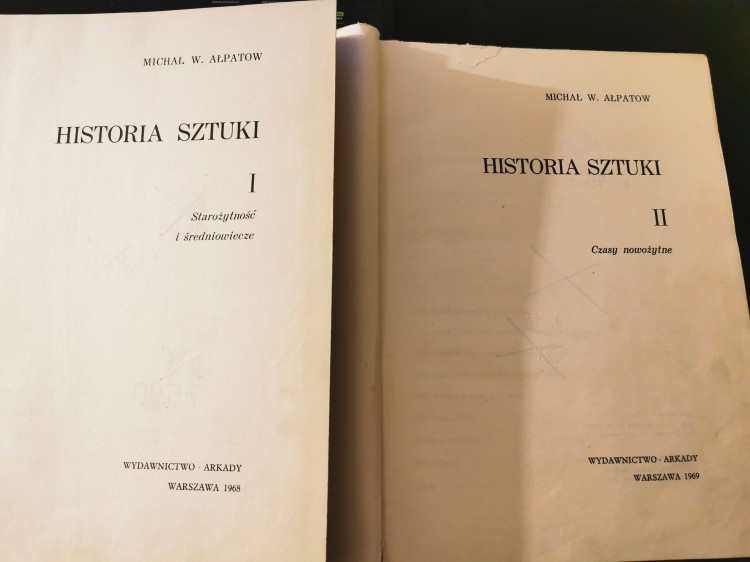 MICHAŁ W. AŁPATOW
HISTORIA SZTUKI
I
Starożytność
i średniowiecze
WYDAWNICTWO · ARKADY
WARSZAWA 1968
MICHAŁ W. AŁPATOW
HISTORIA SZTUKI
II
Czasy nowożytne
WYDAWNICTWO · ARKADY
WARSZAWA 1969